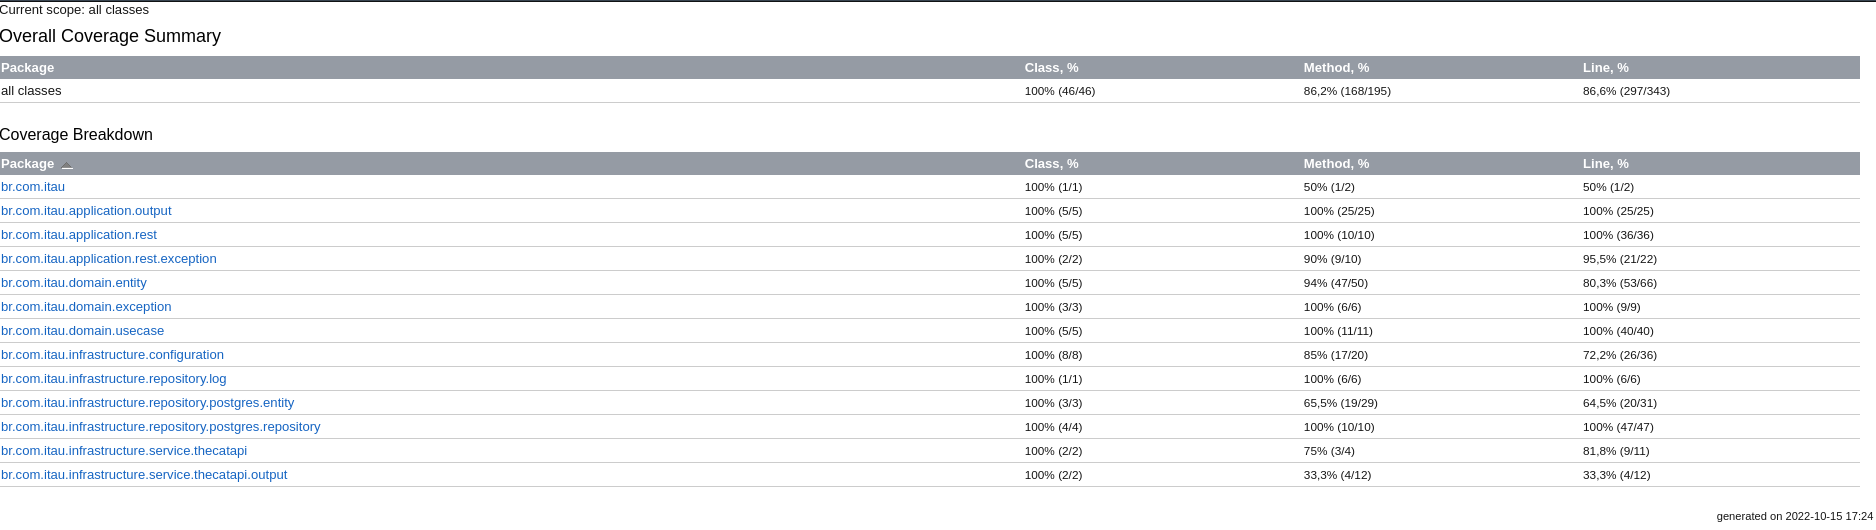 Current scope: all classes
Overall Coverage Summary
Package Class, % Method, % Line, %
all classes 100% (46/46) 86,2% (168/195) 86,6% (297/343)
Coverage Breakdown
Package Class, % Method, % Line, %
br.com.itau 100% (1/1) 50% (1/2) 50% (1/2)
br.com.itau.application.output 100% (5/5) 100% (25/25) 100% (25/25)
br.com.itau.application.rest 100% (5/5) 100% (10/10) 100% (36/36)
br.com.itau.application.rest.exception 100% (2/2) 90% (9/10) 95,5% (21/22)
br.com.itau.domain.entity 100% (5/5) 94% (47/50) 80,3% (53/66)
br.com.itau.domain.exception 100% (3/3) 100% (6/6) 100% (9/9)
br.com.itau.domain.usecase 100% (5/5) 100% (11/11) 100% (40/40)
br.com.itau.infrastructure.configuration 100% (8/8) 85% (17/20) 72,2% (26/36)
br.com.itau.infrastructure.repository.log 100% (1/1) 100% (6/6) 100% (6/6)
br.com.itau.infrastructure.repository.postgres.entity 100% (3/3) 65,5% (19/29) 64,5% (20/31)
br.com.itau.infrastructure.repository.postgres.repository 100% (4/4) 100% (10/10) 100% (47/47)
br.com.itau.infrastructure.service.thecatapi 100% (2/2) 75% (3/4) 81,8% (9/11)
br.com.itau.infrastructure.service.thecatapi.output 100% (2/2) 33,3% (4/12) 33,3% (4/12)
generated on 2022-10-15 17:24